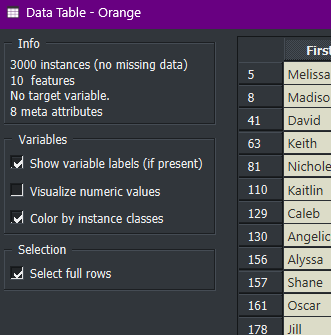 Data Table - Orange
Info
3000 instances (no missing data)
10 features
No target variable.
8 meta attributes
Variables
Show variable labels (if present)
Visualize numeric values
Color by instance classes
Selection
Select full rows
First
5 Melissa
8 Madiso
41 David
63 Keith
81 Nichole
110 Kaitlin
129 Caleb
130 Angelic
156 Alyssa
157 Shane
161 Oscar
178 Jill